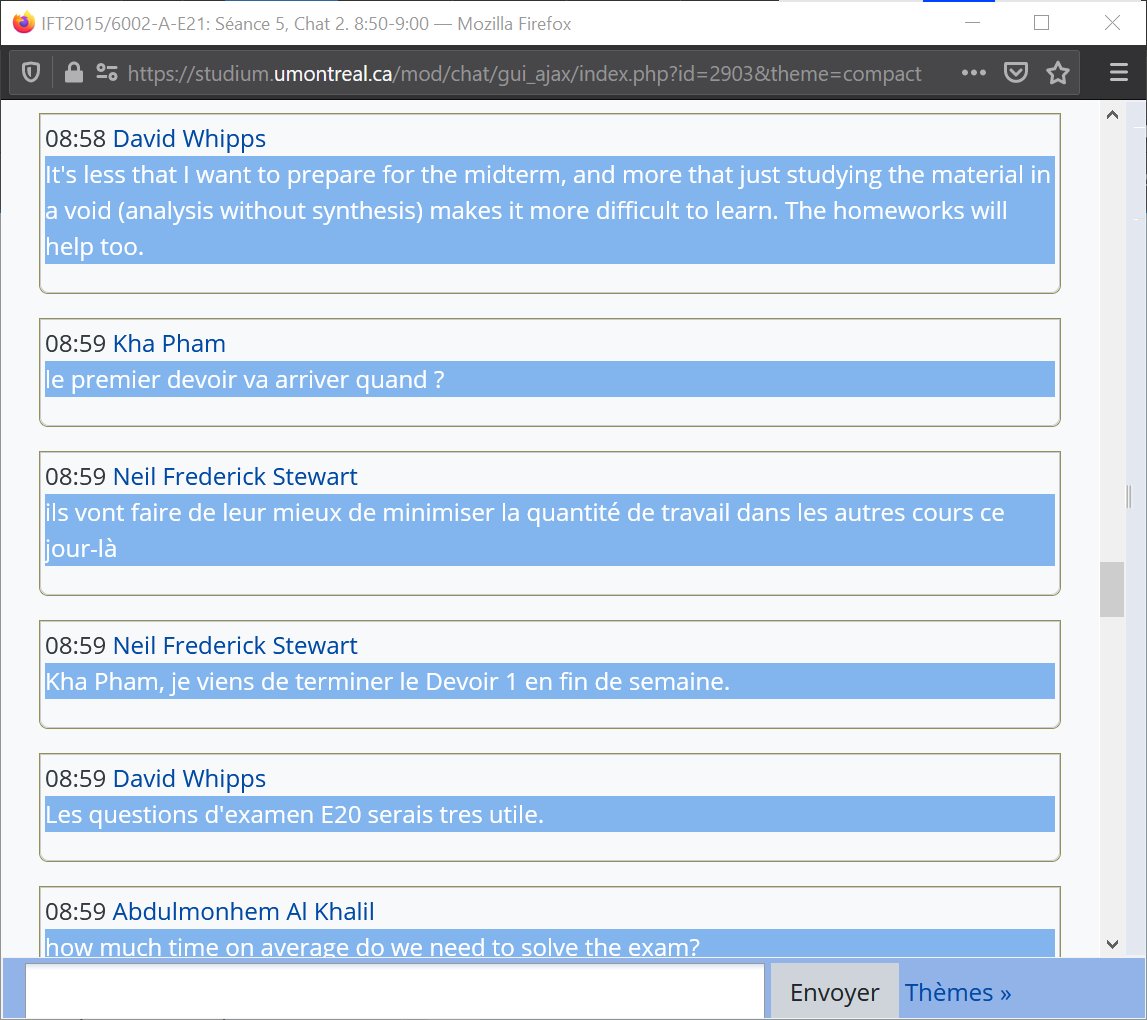 IFT2015/6002-A-E21: Séance 5, Chat 2. 8:50-9:00 — Mozilla Firefox
https://studium.umontreal.ca/mod/chat/gui_ajax/index.php?id=2903&theme=compact
08:58 David Whipps
It's less that I want to prepare for the midterm, and more that just studying the material in
a void (analysis without synthesis) makes it more difficult to learn. The homeworks will
help too.
08:59 Kha Pham
le premier devoir va arriver quand ?
08:59 Neil Frederick Stewart
ils vont faire de leur mieux de minimiser la quantité de travail dans les autres cours ce
jour-là
08:59 Neil Frederick Stewart
Kha Pham, je viens de terminer le Devoir 1 en fin de semaine.
08:59 David Whipps
Les questions d'examen E20 serais tres utile.
08:59 Abdulmonhem Al Khalil
how much time on average do we need to solve the exam?
Envoyer Thèmes »